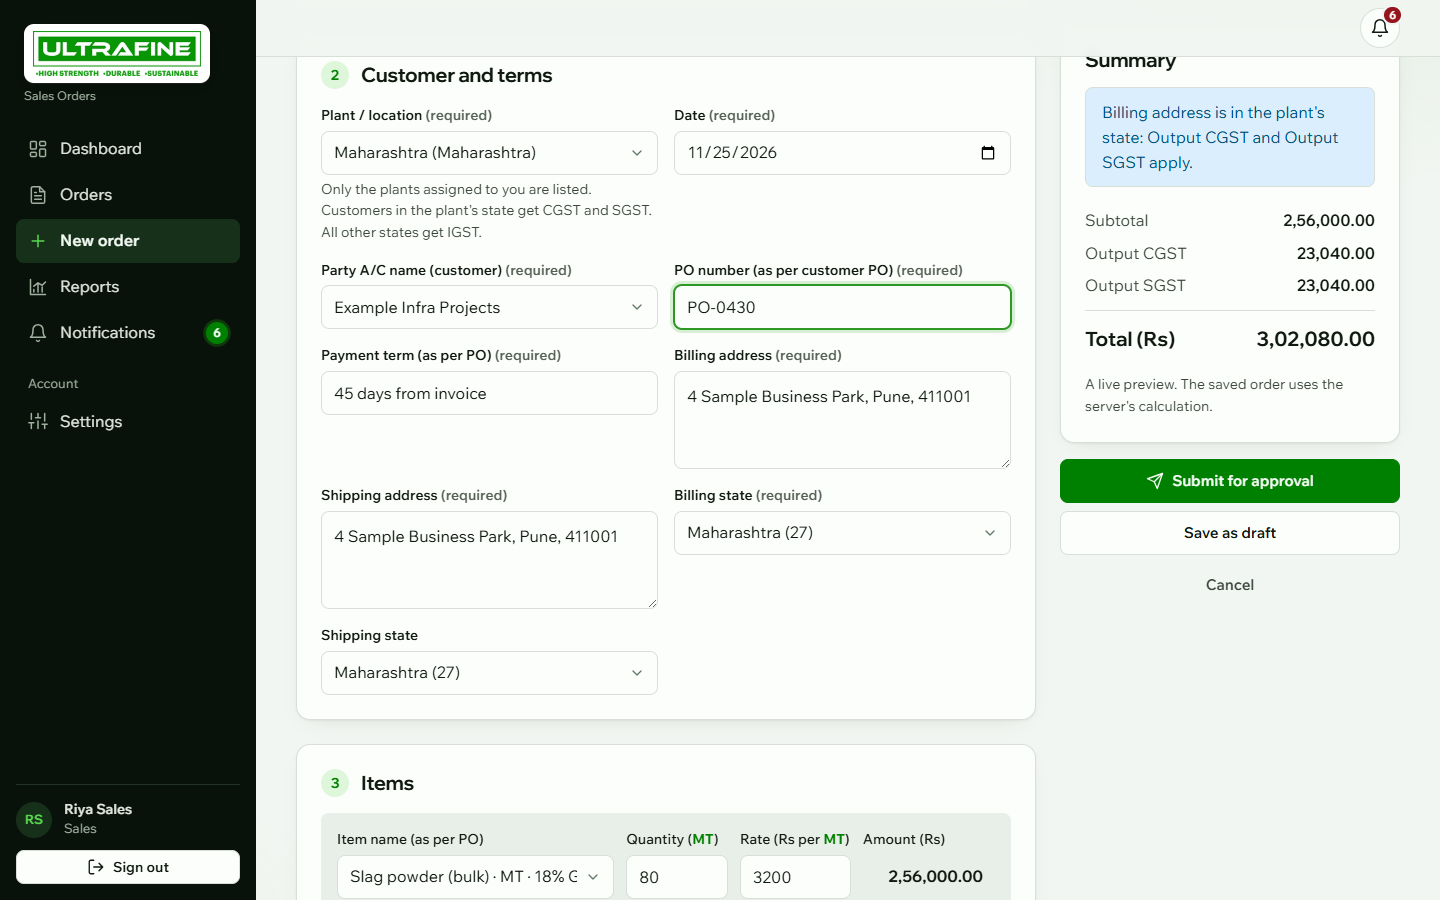 ULTRAFINE
•HIGH STRENGTH •DURABLE •SUSTAINABLE
Sales Orders
Dashboard
Orders
New order
Reports
Notifications 6
Account
Settings
RS
Riya Sales
Sales
Sign out
6
2 Customer and terms
Plant / location (required)
Maharashtra (Maharashtra)
Only the plants assigned to you are listed.
Customers in the plant's state get CGST and SGST.
All other states get IGST.
Date (required)
11/25/2026
Party A/C name (customer) (required)
Example Infra Projects
PO number (as per customer PO) (required)
PO-0430
Payment term (as per PO) (required)
45 days from invoice
Billing address (required)
4 Sample Business Park, Pune, 411001
Shipping address (required)
4 Sample Business Park, Pune, 411001
Billing state (required)
Maharashtra (27)
Shipping state
Maharashtra (27)
3 Items
Item name (as per PO)
Slag powder (bulk) · MT · 18% G
Quantity (MT)
80
Rate (Rs per MT)
3200
Amount (Rs)
2,56,000.00
Summary
Billing address is in the plant's
state: Output CGST and Output
SGST apply.
Subtotal 2,56,000.00
Output CGST 23,040.00
Output SGST 23,040.00
Total (Rs) 3,02,080.00
A live preview. The saved order uses the
server's calculation.
Submit for approval
Save as draft
Cancel